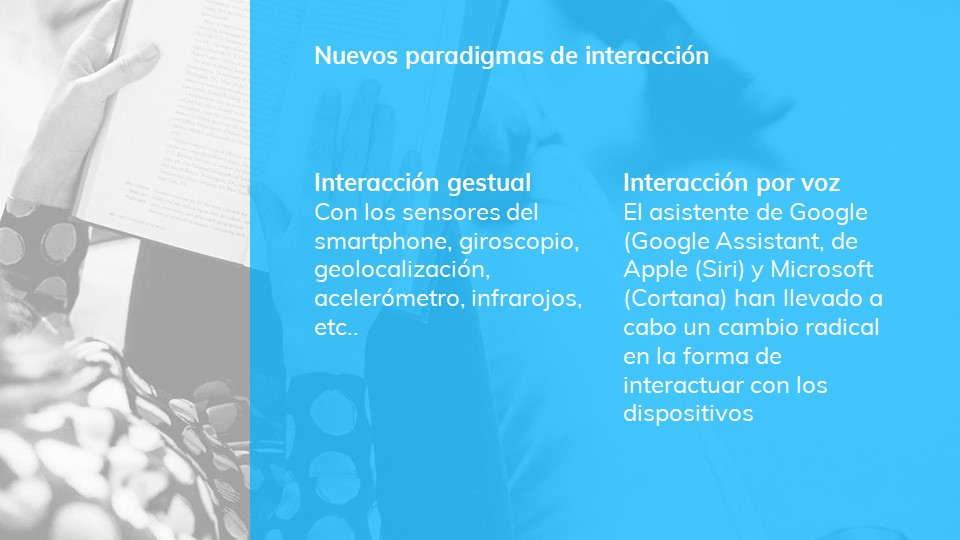 Nuevos paradigmas de interacción
Interacción gestual
Con los sensores del
smartphone, giroscopio,
geolocalización,
acelerómetro, infrarojos,
etc..
Interacción por voz
El asistente de Google
(Google Assistant, de
Apple (Siri) y Microsoft
(Cortana) han llevado a
cabo un cambio radical
en la forma de
interactuar con los
dispositivos